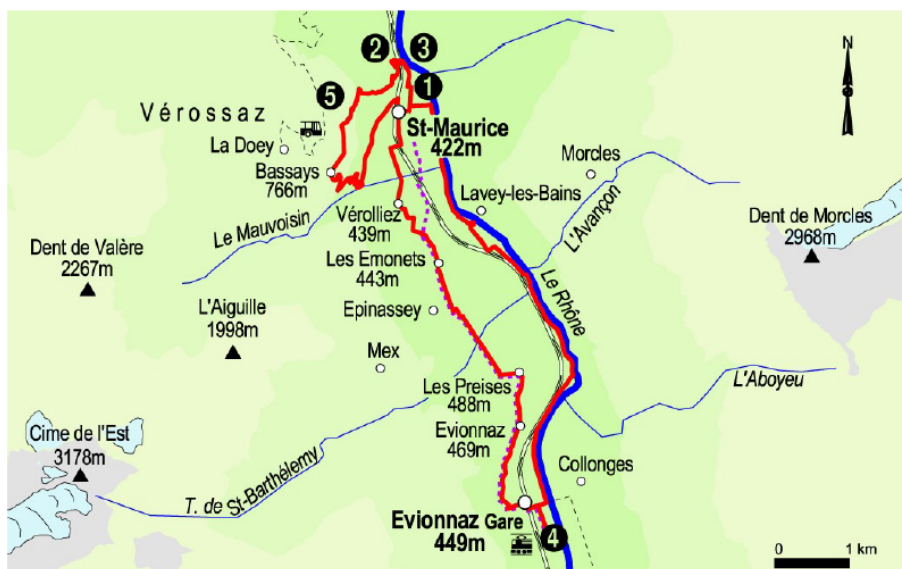 2
3
N
1
5
Vérossaz
St-Maurice
422m
La Doey
Bassays
766m
Morcles
Lavey-les-Bains
L'Avançon
Dent de Morcles
2968m
Vérolliez
439m
Le Mauvoisin
Dent de Valère
2267m
Les Emonets
443m
Le Rhône
L'Aiguille
1998m
Epinassey
Mex
Les Preises
488m
L'Aboyeu
Cime de l'Est
3178m
Evionnaz
469m
Collonges
T. de St-Barthélemy
Evionnaz Gare
449m
4
0 1 km